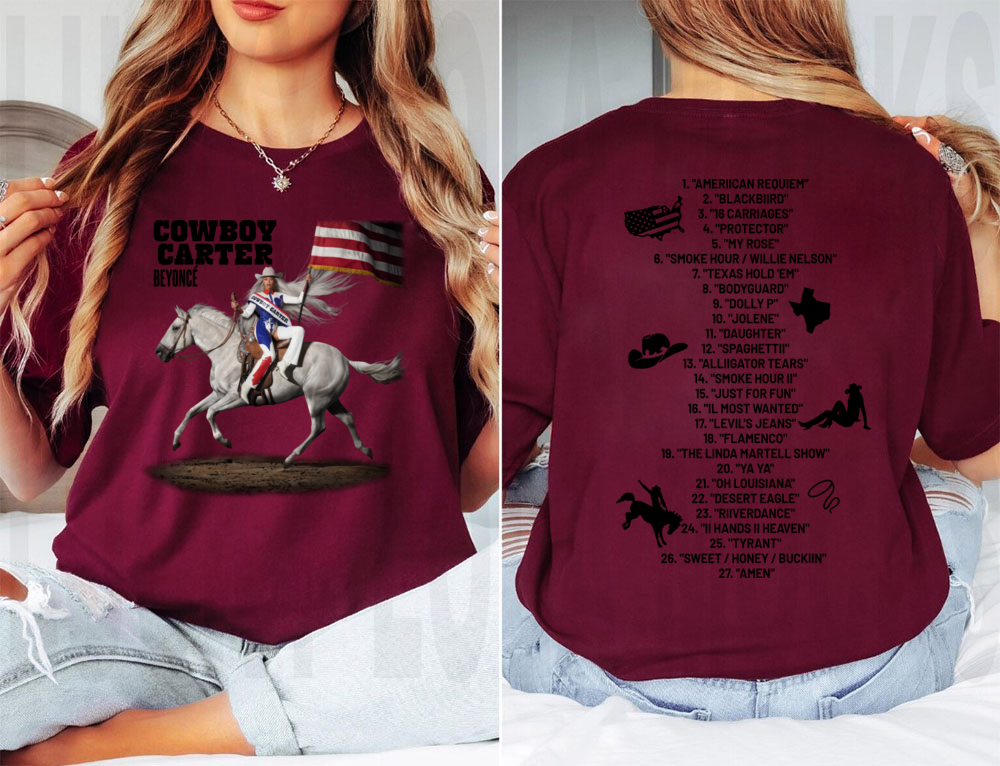 COWBOY
CARTER
BEYONCÉ
COWBOY CARTER
1. "AMERIICAN REQUIEM"
2. "BLACKBIIRD"
3. "16 CARRIAGES"
4. "PROTECTOR"
5. "MY ROSE"
6. "SMOKE HOUR / WILLIE NELSON"
7. "TEXAS HOLD 'EM"
8. "BODYGUARD"
9. "DOLLY P"
10. "JOLENE"
11. "DAUGHTER"
12. "SPAGHETTII"
13. "ALLIIGATOR TEARS"
14. "SMOKE HOUR II"
15. "JUST FOR FUN"
16. "IL MOST WANTED"
17. "LEVIL'S JEANS"
18. "FLAMENCO"
19. "THE LINDA MARTELL SHOW"
20. "YA YA"
21. "OH LOUISIANA"
22. "DESERT EAGLE"
23. "RIIVERDANCE"
24. "II HANDS II HEAVEN"
25. "TYRANT"
26. "SWEET / HONEY / BUCKIIN"
27. "AMEN"